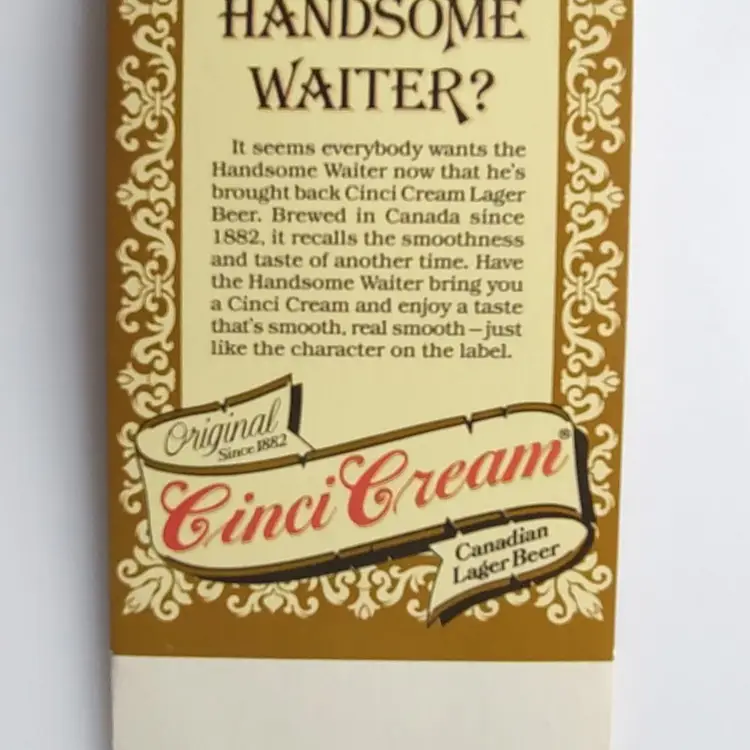 HANDSOME
WAITER?
It seems everybody wants the
Handsome Waiter now that he's
brought back Cinci Cream Lager
Beer. Brewed in Canada since
1882, it recalls the smoothness
and taste of another time. Have
the Handsome Waiter bring you
a Cinci Cream and enjoy a taste
that's smooth, real smooth—just
like the character on the label.
Original
Since 1882
Cinci Cream®
Canadian
Lager Beer